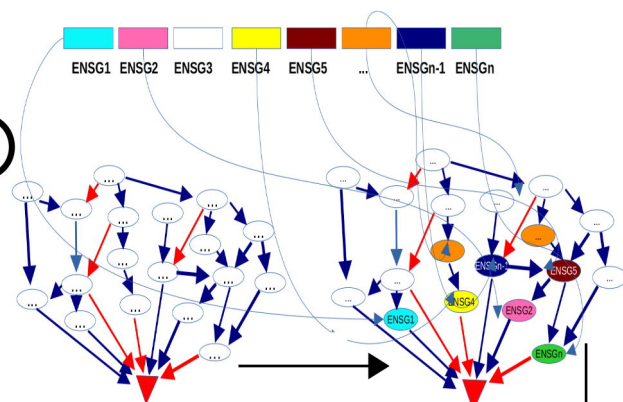 ENSG1 ENSG2 ENSG3 ENSG4 ENSG5 ... ENSGn-1 ENSGn
... ...
... ... ... ...
... ... ... ... ... ...
... ... ... ...
... ... ... ... ... ...
... ... ENSGn-1 ENSG5 ...
... ... ... ENSG4
... ... ENSG1 ENSG2
... ENSGn